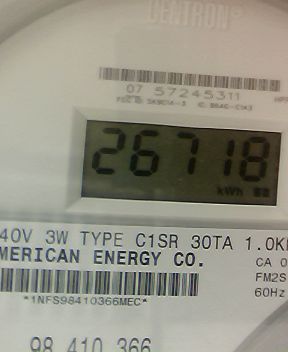 CENTRON®
07 57245311
26718
kWh
40V 3W TYPE C1SR 30TA 1.0K
MERICAN ENERGY CO.
CA 0
FM2S
*1NFS98410366MEC*
60Hz
98 410 366